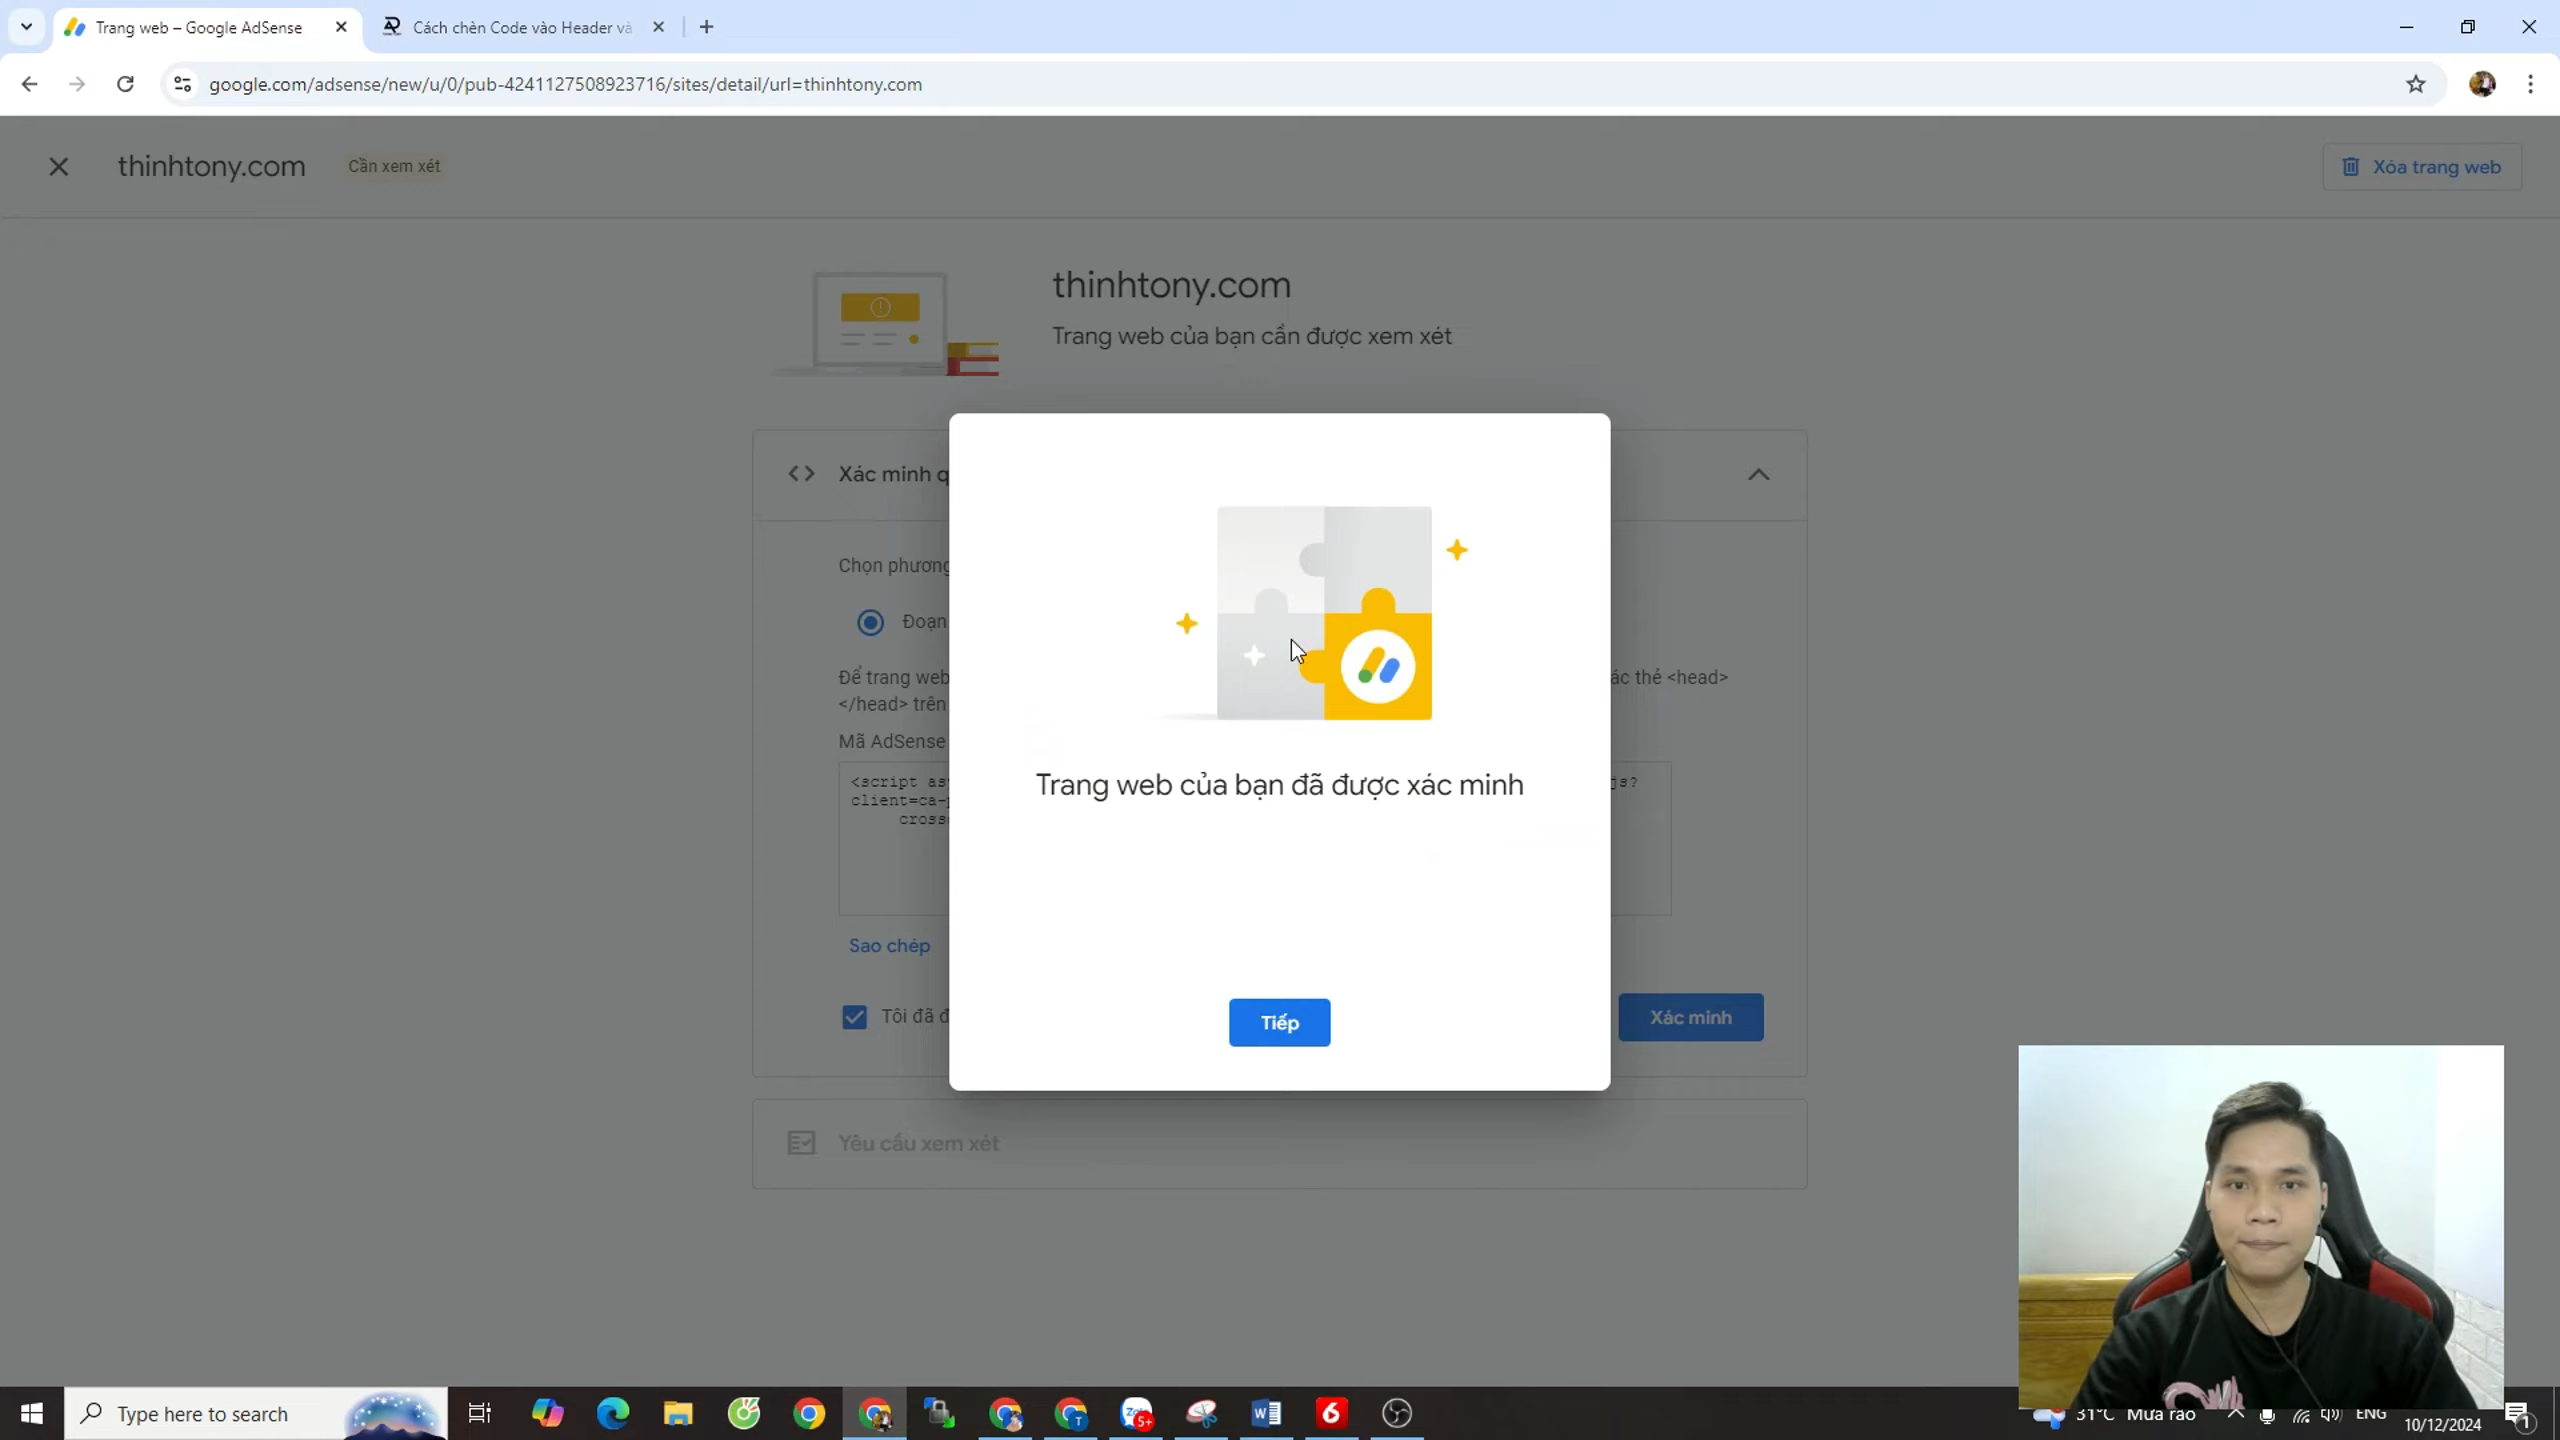 Trang web – Google AdSense
Cách chèn Code vào Header và
google.com/adsense/new/u/0/pub-4241127508923716/sites/detail/url=thinhtony.com
thinhtony.com
Cần xem xét
Xóa trang web
thinhtony.com
Trang web của bạn cần được xem xét
Xác minh q
Chọn phương
Đoạn
Để trang web
ác thẻ <head>
</head> trên
Mã AdSense
<script as
js?
client=ca-
cross
Sao chép
Tôi đã đ
Xác minh
Trang web của bạn đã được xác minh
Tiếp
Yêu cầu xem xét
Type here to search
5+
T
W
6
31°C Mưa rào
ENG
10/12/2024
1